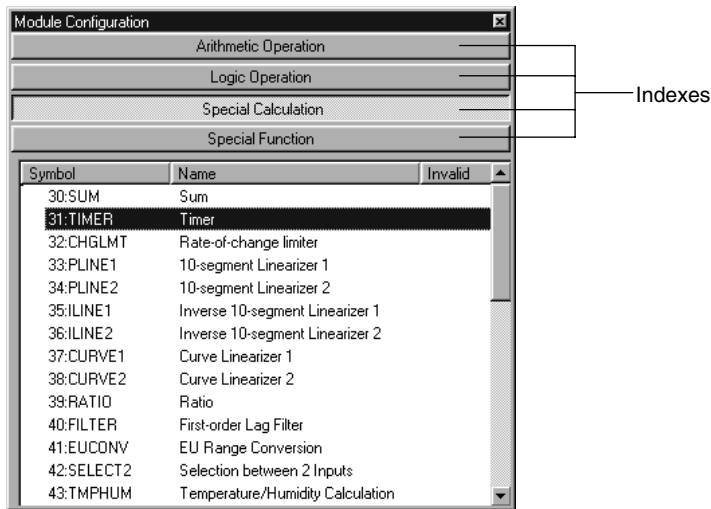 Module Configuration
Arithmetic Operation
Logic Operation
Special Calculation
Special Function
Indexes
Symbol Name Invalid
30:SUM Sum
31:TIMER Timer
32:CHGLMT Rate-of-change limiter
33:PLINE1 10-segment Linearizer 1
34:PLINE2 10-segment Linearizer 2
35:ILINE1 Inverse 10-segment Linearizer 1
36:ILINE2 Inverse 10-segment Linearizer 2
37:CURVE1 Curve Linearizer 1
38:CURVE2 Curve Linearizer 2
39:RATIO Ratio
40:FILTER First-order Lag Filter
41:EUCONV EU Range Conversion
42:SELECT2 Selection between 2 Inputs
43:TMPHUM Temperature/Humidity Calculation